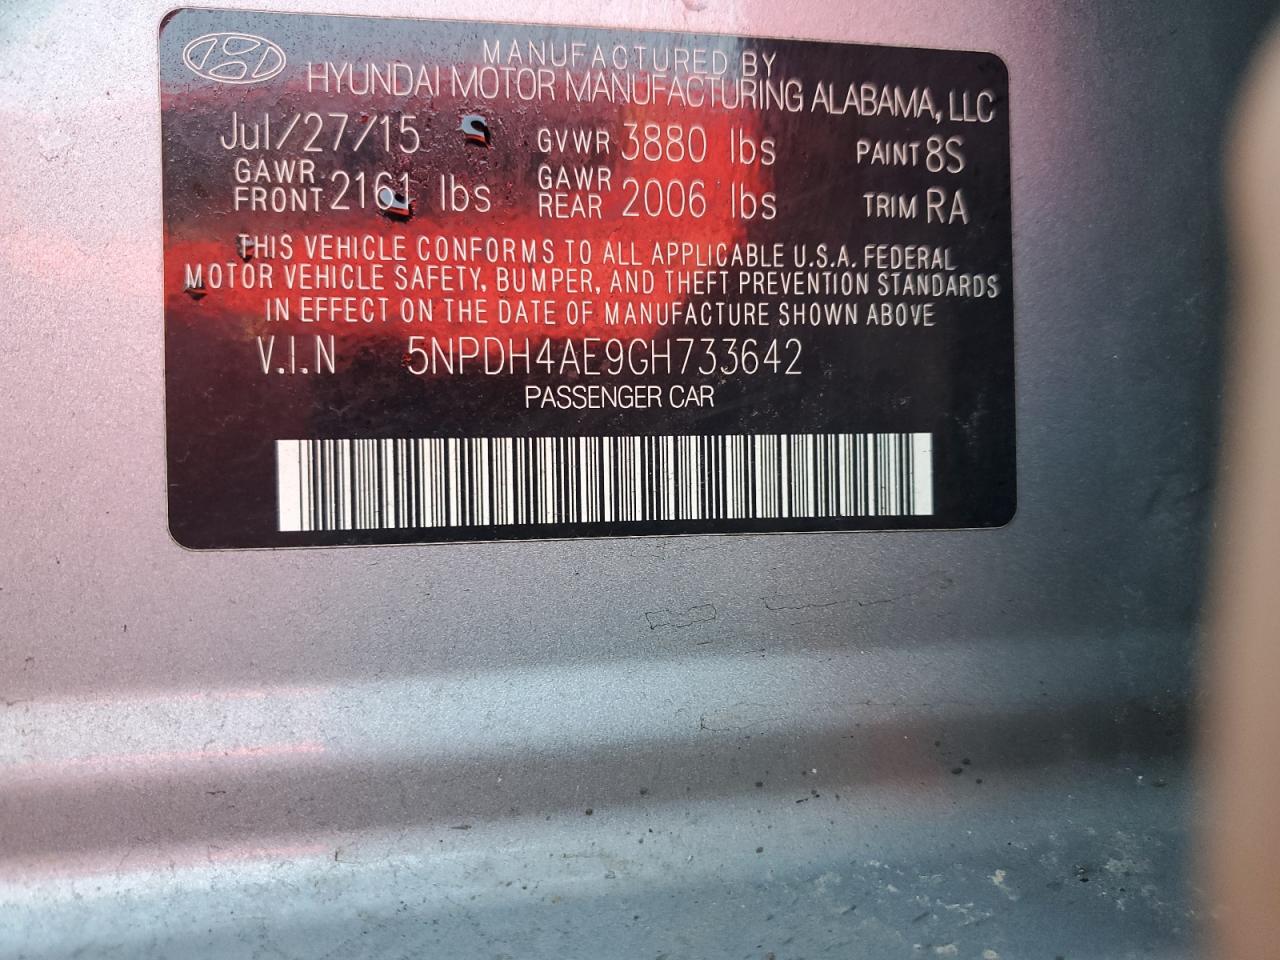 MANUFACTURED BY
HYUNDAI MOTOR MANUFACTURING ALABAMA, LLC
Jul/27/15 GVWR 3880 lbs PAINT 8S
GAWR FRONT 2161 lbs GAWR REAR 2006 lbs TRIM RA
THIS VEHICLE CONFORMS TO ALL APPLICABLE U.S.A. FEDERAL
MOTOR VEHICLE SAFETY, BUMPER, AND THEFT PREVENTION STANDARDS
IN EFFECT ON THE DATE OF MANUFACTURE SHOWN ABOVE
V.I.N 5NPDH4AE9GH733642
PASSENGER CAR